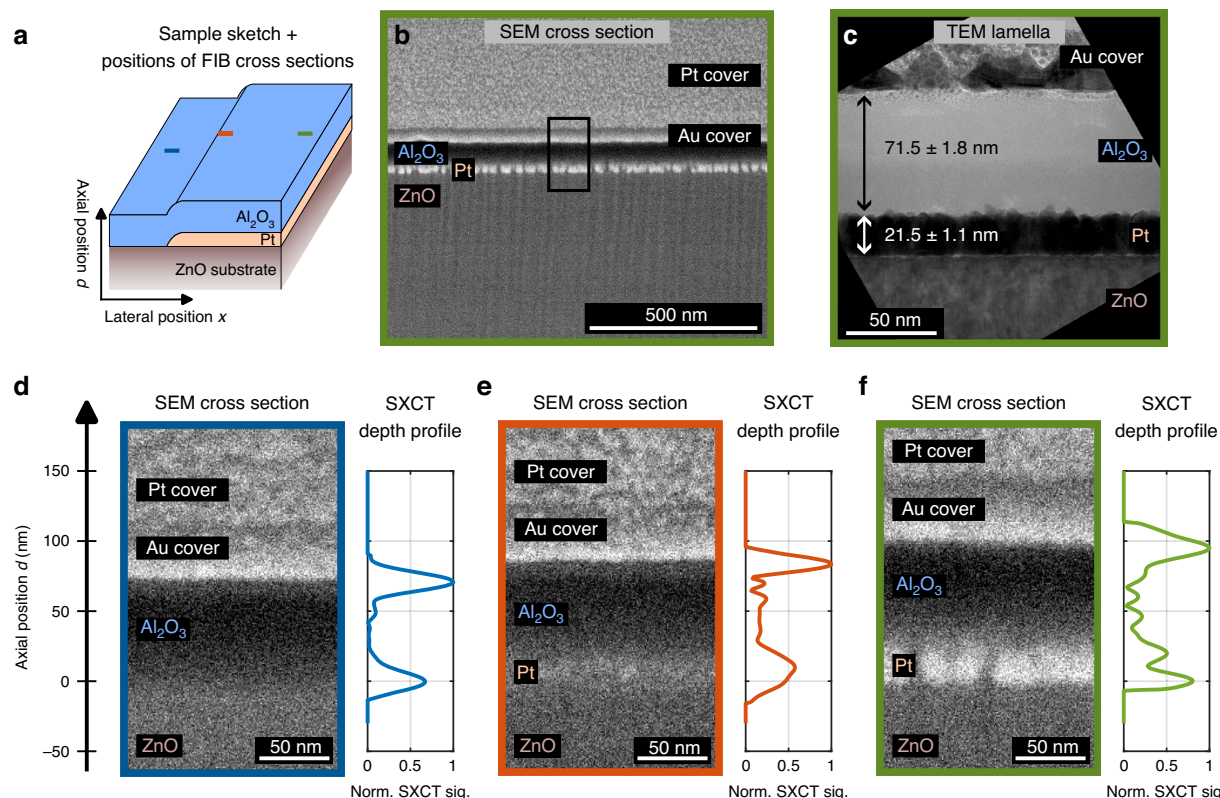 a
Sample sketch +
positions of FIB cross sections
Axial position d
Al₂O₃
Pt
ZnO substrate
Lateral position x
b
SEM cross section
Pt cover
Au cover
Al₂O₃
Pt
ZnO
500 nm
c
TEM lamella
Au cover
71.5 ± 1.8 nm
Al₂O₃
21.5 ± 1.1 nm
Pt
ZnO
50 nm
d
SEM cross section
SXCT
depth profile
Axial position d (nm)
150
100
50
0
–50
Pt cover
Au cover
Al₂O₃
ZnO
50 nm
0 0.5 1
Norm. SXCT sig.
e
SEM cross section
SXCT
depth profile
Pt cover
Au cover
Al₂O₃
Pt
ZnO
50 nm
0 0.5 1
Norm. SXCT sig.
f
SEM cross section
SXCT
depth profile
Pt cover
Au cover
Al₂O₃
Pt
ZnO
50 nm
0 0.5 1
Norm. SXCT sig.